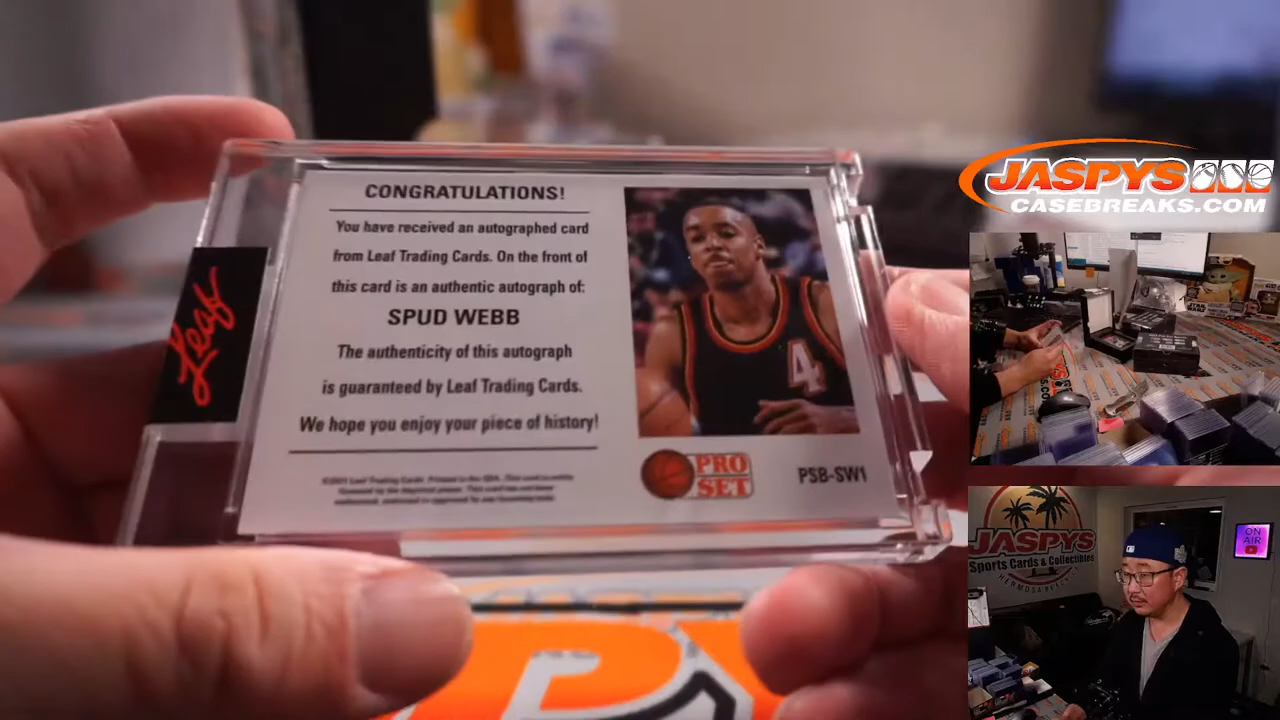 CONGRATULATIONS!
You have received an autographed card
from Leaf Trading Cards. On the front of
this card is an authentic autograph of:
SPUD WEBB
The authenticity of this autograph
is guaranteed by Leaf Trading Cards.
We hope you enjoy your piece of history!
Leaf
4
PRO
SET
PSB-SW1
JASPYS
CASEBREAKS.COM
JASPYS
Sports Cards & Collectibles
HERMOSA BEACH
ON
AIR